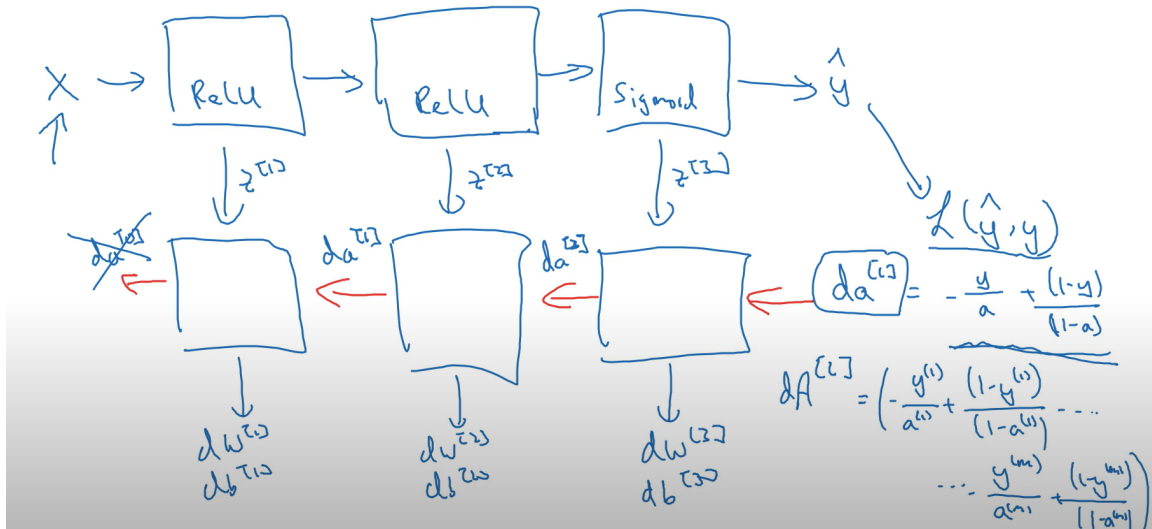 X → ReLU → ReLU → Sigmoid → ŷ
z^[1] z^[2] z^[3]
L(ŷ, y)
da^[0] da^[1] da^[2] da^[L] = - y/a + (1-y)/(1-a)
dA^[L] = (- y^(1)/a^(1) + (1-y^(1))/(1-a^(1)) ----
dw^[1] dw^[2] dw^[3]
db^[1] db^[2] db^[3]
---- y^(m)/a^(m) + (1-y^(m))/(1-a^(m)))